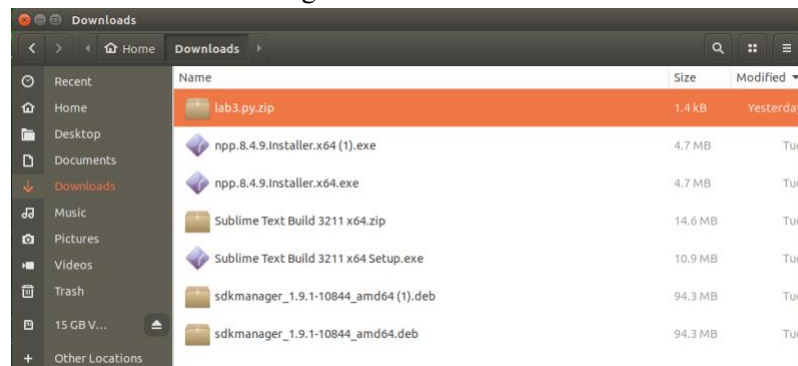 Downloads
Home Downloads
Name Size Modified
Recent
Home
Desktop
Documents
Downloads
Music
Pictures
Videos
Trash
15 GB V...
Other Locations
lab3.py.zip 1.4 kB Yesterday
npp.8.4.9.Installer.x64 (1).exe 4.7 MB
npp.8.4.9.Installer.x64.exe 4.7 MB
Sublime Text Build 3211 x64.zip 14.6 MB
Sublime Text Build 3211 x64 Setup.exe 10.9 MB
sdkmanager_1.9.1-10844_amd64 (1).deb 94.3 MB
sdkmanager_1.9.1-10844_amd64.deb 94.3 MB